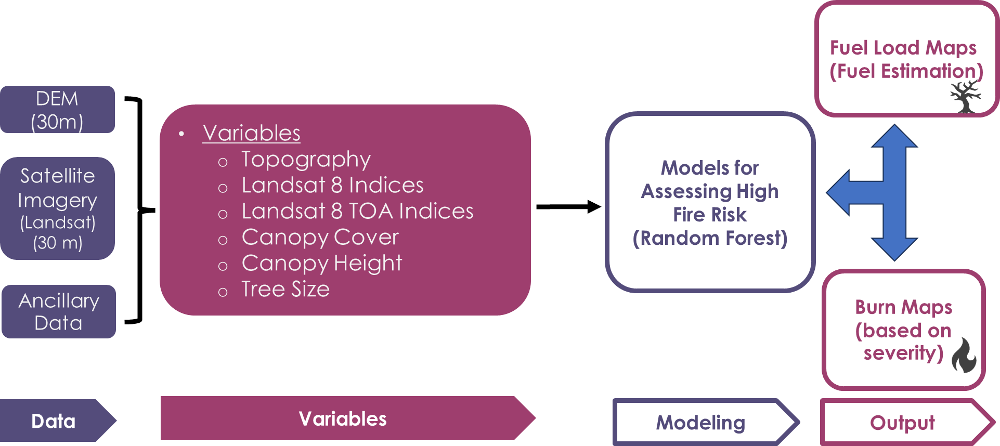 DEM
(30m)
Satellite
Imagery
(Landsat)
(30 m)
Ancillary
Data
• Variables
o Topography
o Landsat 8 Indices
o Landsat 8 TOA Indices
o Canopy Cover
o Canopy Height
o Tree Size
Models for
Assessing High
Fire Risk
(Random Forest)
Fuel Load Maps
(Fuel Estimation)
Burn Maps
(based on
severity)
Data
Variables
Modeling
Output